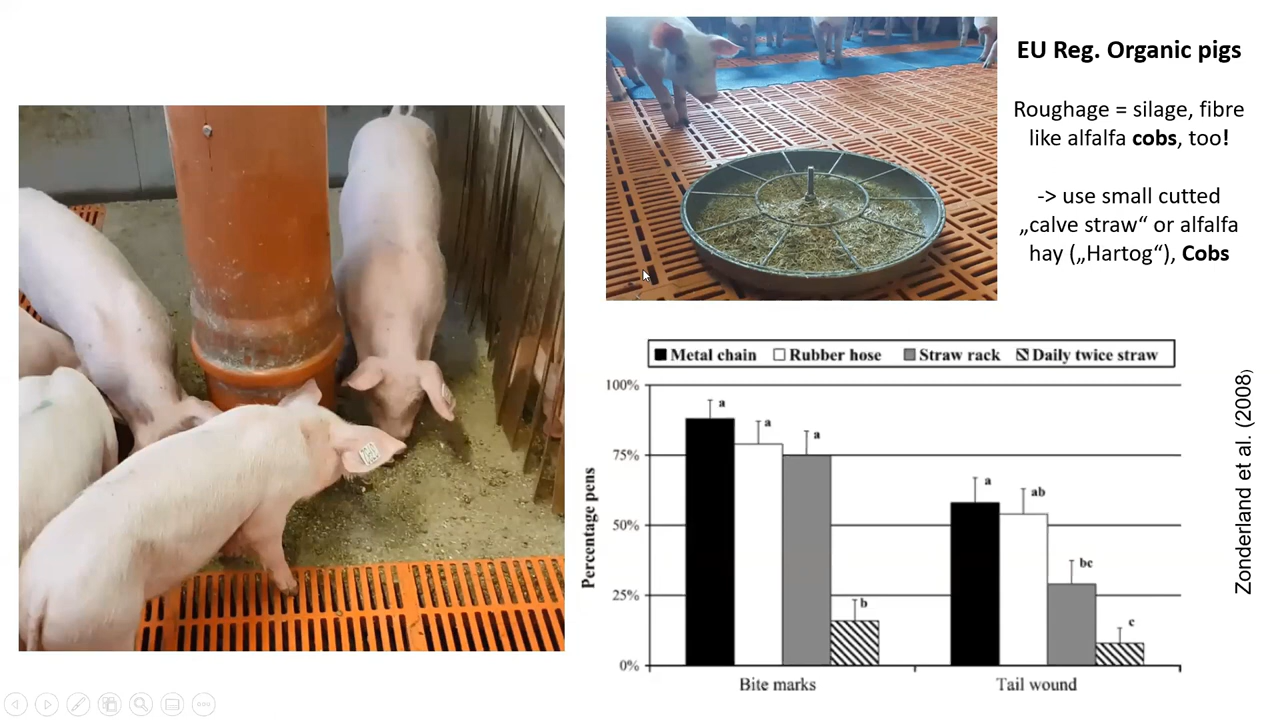 EU Reg. Organic pigs
Roughage = silage, fibre
like alfalfa cobs, too!
-> use small cutted
„calve straw“ or alfalfa
hay („Hartog“), Cobs
Metal chain Rubber hose Straw rack Daily twice straw
100%
75%
50%
25%
0%
Percentage pens
a
a
a
b
a
ab
bc
c
Bite marks
Tail wound
Zonderland et al. (2008)